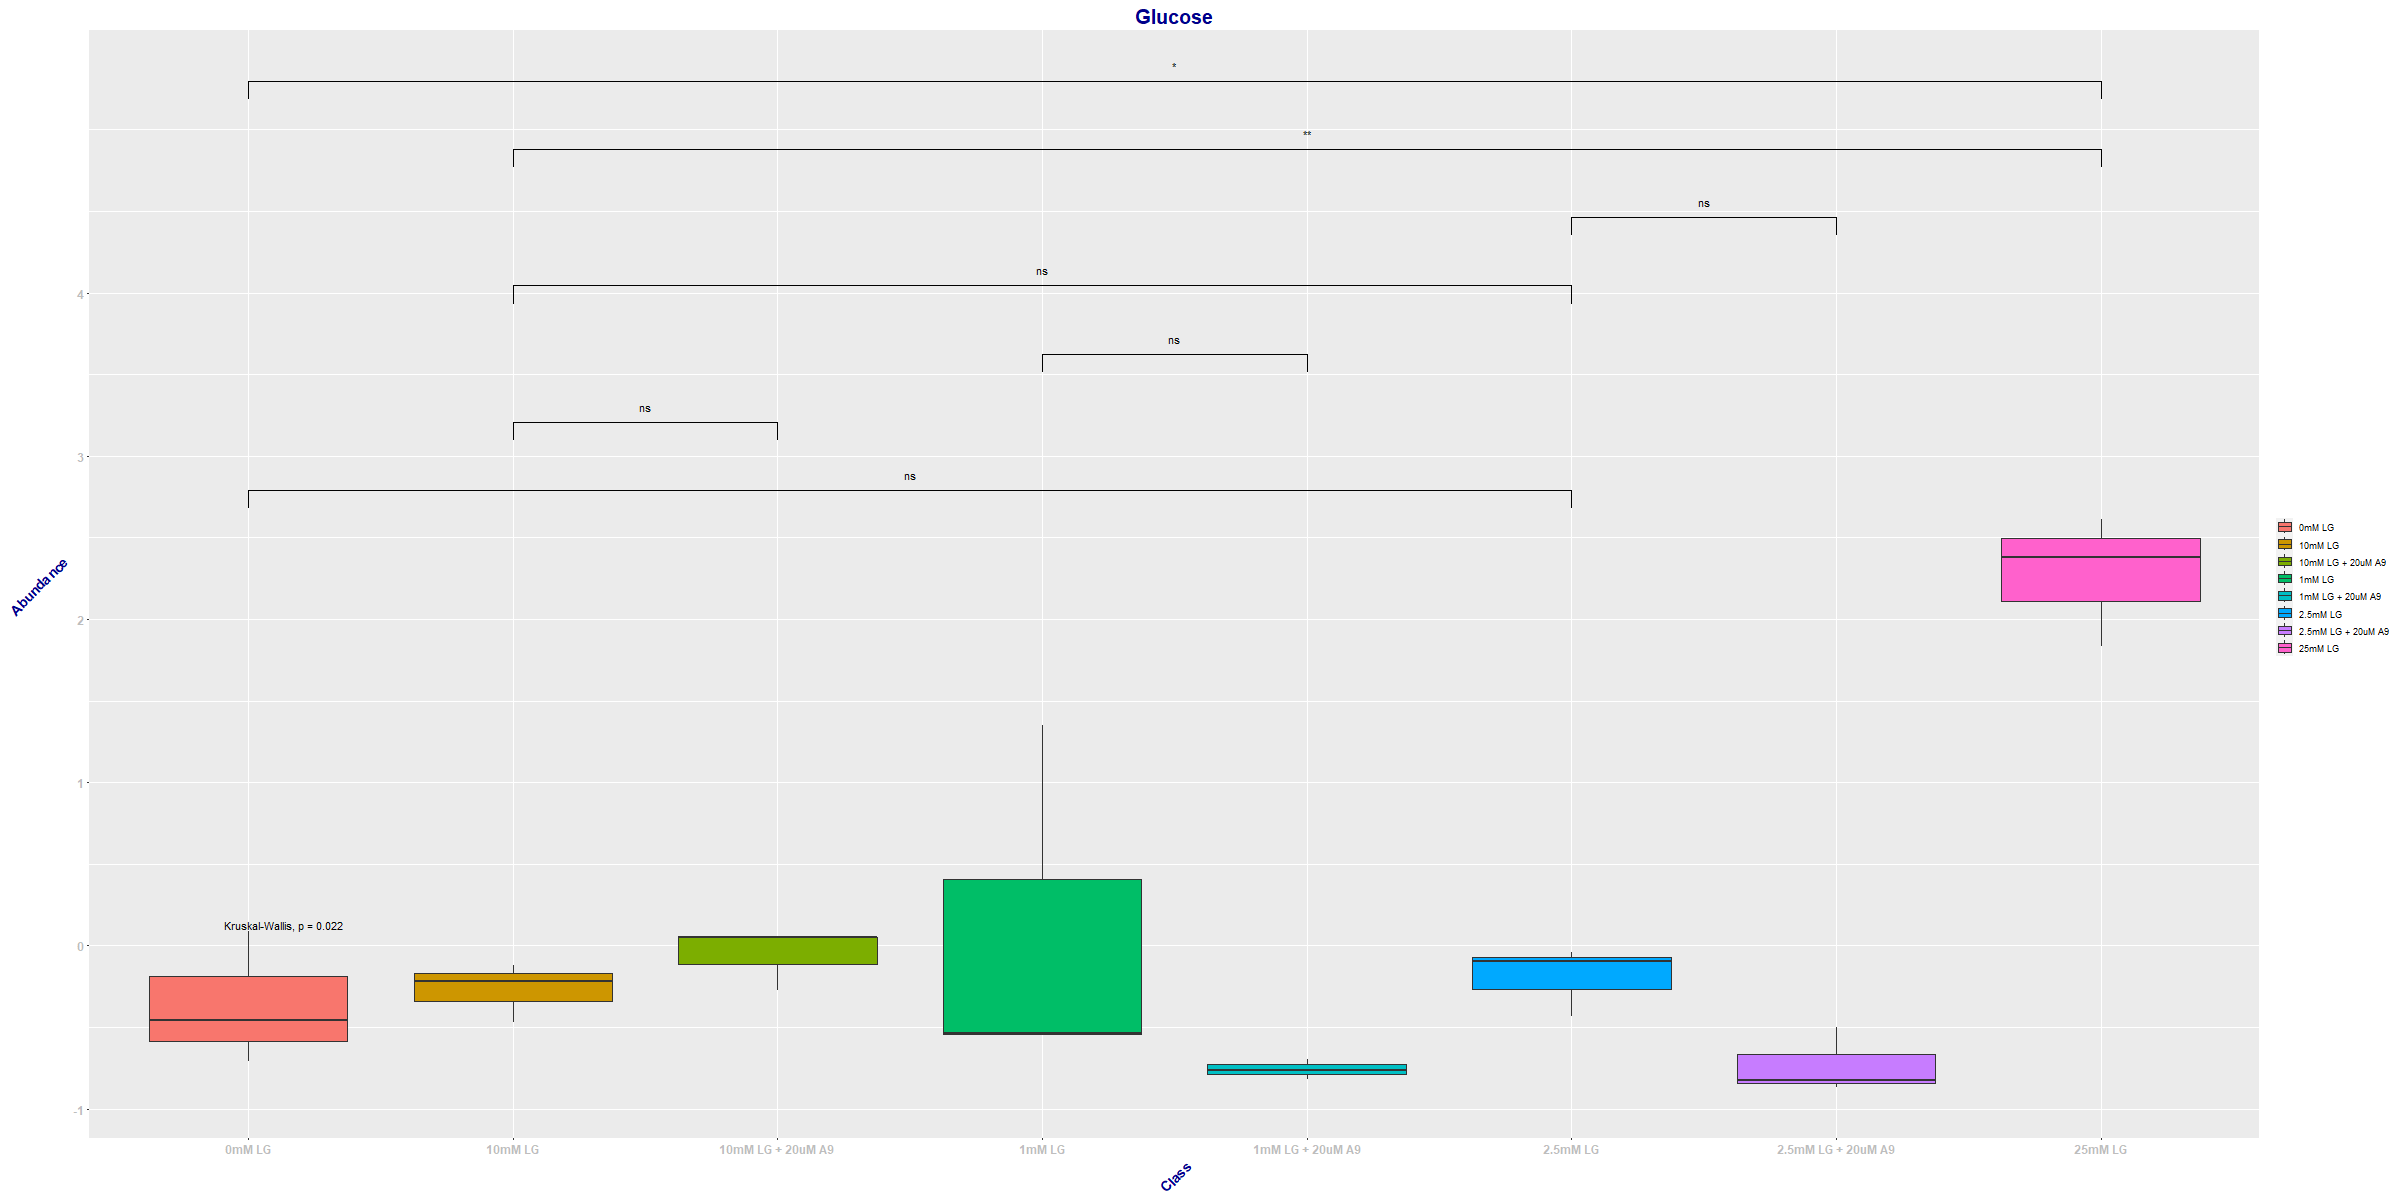 Glucose
*
**
ns
ns
4
ns
ns
3
ns
2
1
Kruskal-Wallis, p = 0.022
0
-1
Abundance
0mM LG
10mM LG
10mM LG + 20uM A9
1mM LG
1mM LG + 20uM A9
2.5mM LG
2.5mM LG + 20uM A9
25mM LG
Class
0mM LG
10mM LG
10mM LG + 20uM A9
1mM LG
1mM LG + 20uM A9
2.5mM LG
2.5mM LG + 20uM A9
25mM LG